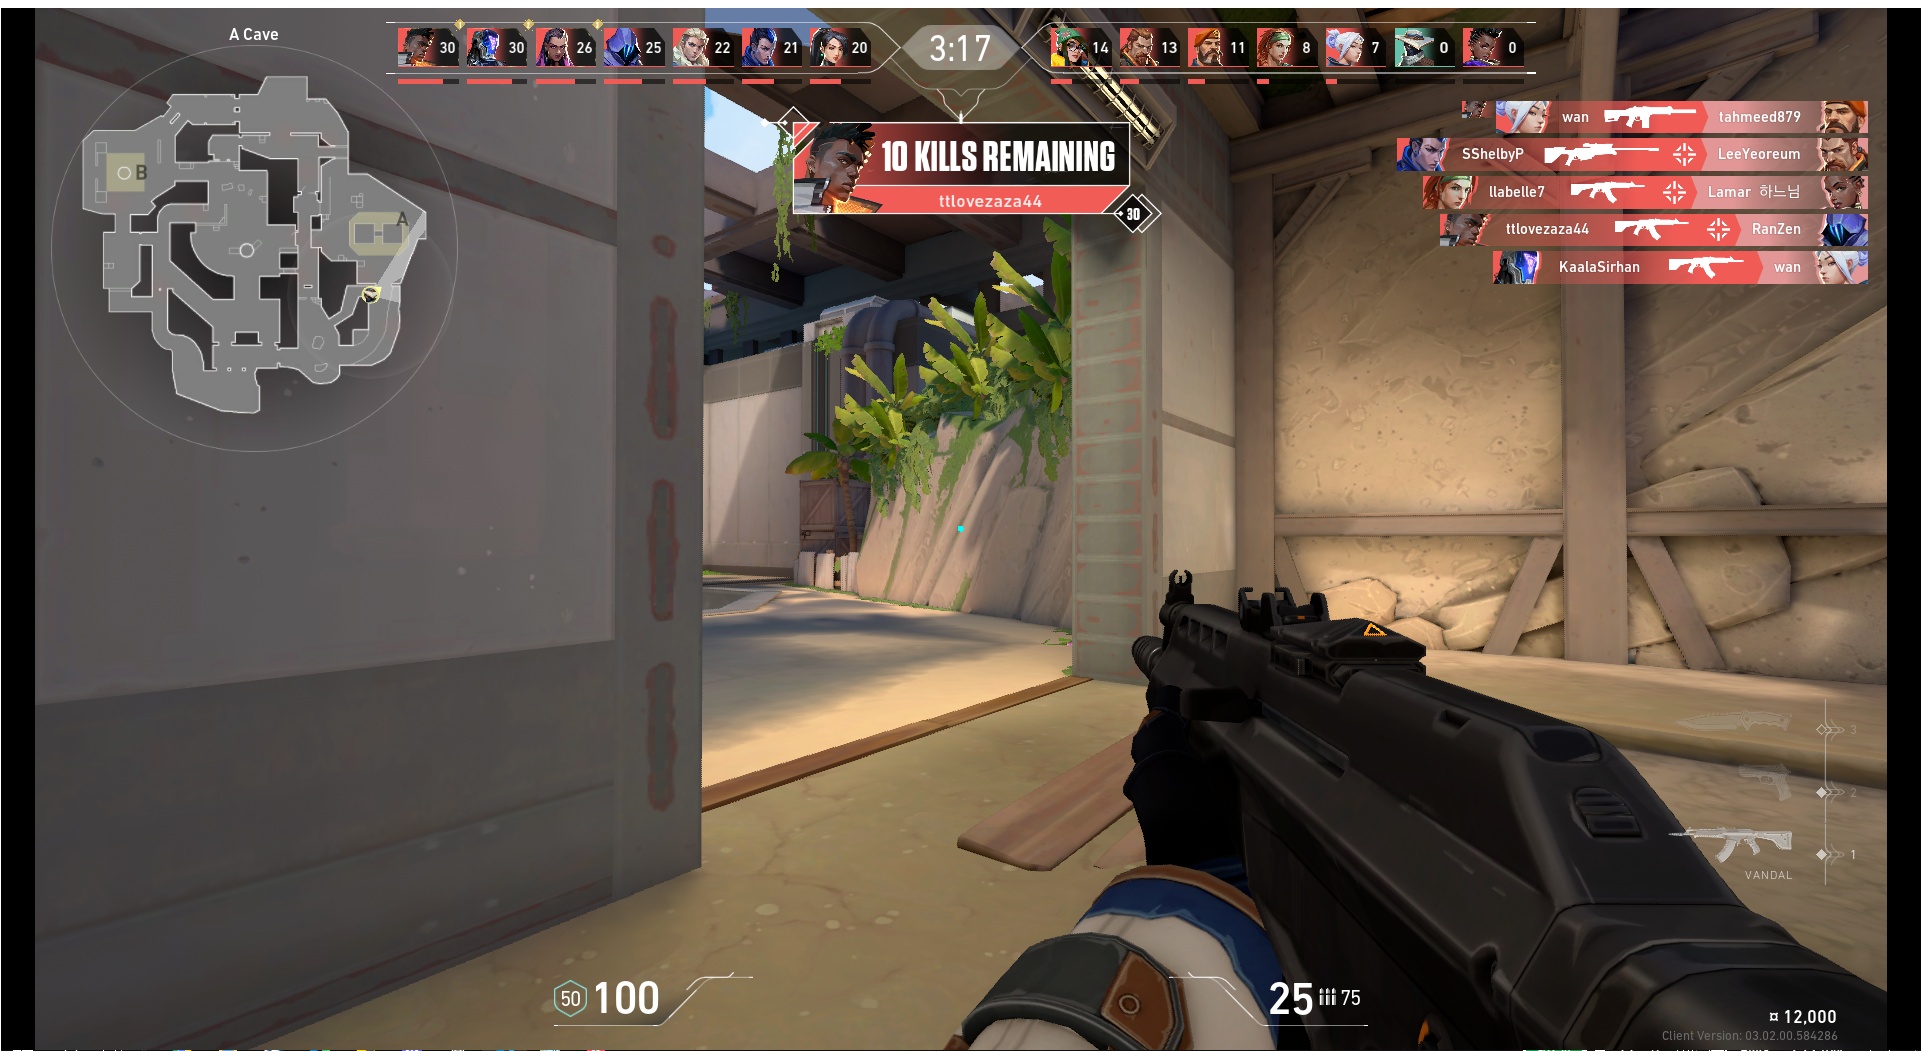 A Cave
30 30 26 25 22 21 20
3:17
14 13 11 8 7 0 0
10 KILLS REMAINING
ttlovezaza44
30
wan tahmeed879
SShelbyP LeeYeoreum
llabelle7 Lamar 하느님
ttlovezaza44 RanZen
KaalaSirhan wan
B
A
3
2
1
VANDAL
50 100
25 75
¤ 12,000
Client Version: 03.02.00.584286